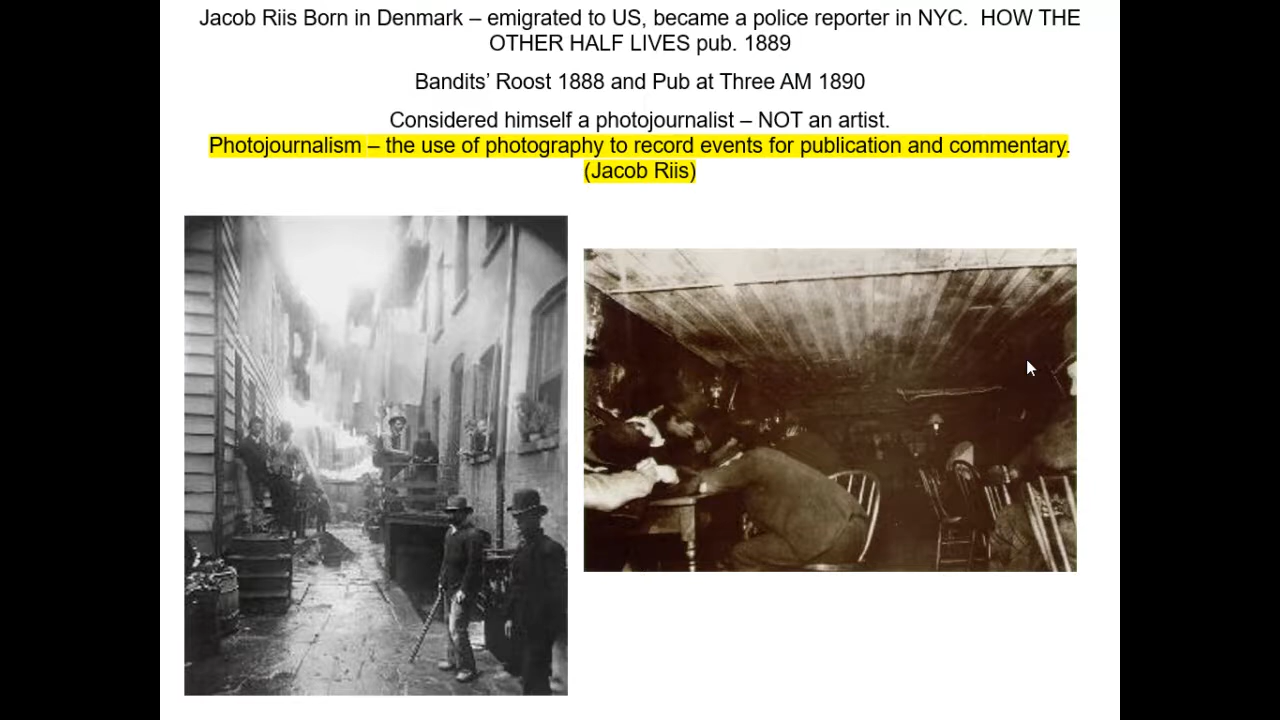 Jacob Riis Born in Denmark – emigrated to US, became a police reporter in NYC.  HOW THE
OTHER HALF LIVES pub. 1889
Bandits’ Roost 1888 and Pub at Three AM 1890
Considered himself a photojournalist – NOT an artist.
Photojournalism – the use of photography to record events for publication and commentary.
(Jacob Riis)